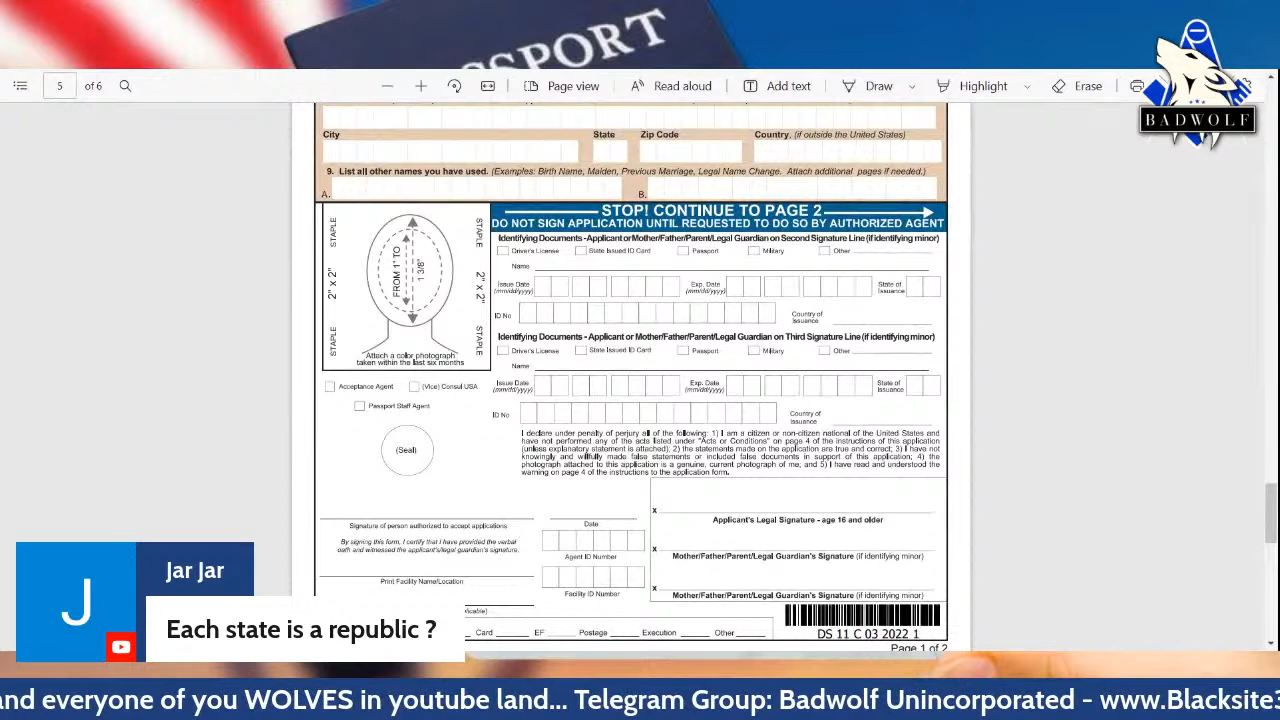 PASSPORT
5 of 6 Page view Read aloud Add text Draw Highlight Erase
BADWOLF
City State Zip Code Country, (if outside the United States)
9. List all other names you have used. (Examples: Birth Name, Maiden, Previous Marriage, Legal Name Change. Attach additional pages if needed.)
A. B.
STOP! CONTINUE TO PAGE 2
DO NOT SIGN APPLICATION UNTIL REQUESTED TO DO SO BY AUTHORIZED AGENT
STAPLE STAPLE
2" x 2" 2" x 2"
STAPLE STAPLE
FROM 1" TO
1 3/8"
Attach a color photograph
taken within the last six months
Identifying Documents - Applicant or Mother/Father/Parent/Legal Guardian on Second Signature Line (if identifying minor)
Driver's License State Issued ID Card Passport Military Other
Name
Issue Date
(mm/dd/yyyy)
Exp. Date
(mm/dd/yyyy)
State of
Issuance
ID No
Country of
Issuance
Identifying Documents - Applicant or Mother/Father/Parent/Legal Guardian on Third Signature Line (if identifying minor)
Driver's License State Issued ID Card Passport Military Other
Name
Issue Date
(mm/dd/yyyy)
Exp. Date
(mm/dd/yyyy)
State of
Issuance
ID No
Country of
Issuance
Acceptance Agent (Vice) Consul USA
Passport Staff Agent
(Seal)
I declare under penalty of perjury all of the following: 1) I am a citizen or non-citizen national of the United States and
have not performed any of the acts listed under "Acts or Conditions" on page 4 of the instructions of this application
(unless explanatory statement is attached); 2) the statements made on the application are true and correct; 3) I have not
knowingly and willfully made false statements or included false documents in support of this application; 4) the
photograph attached to this application is a genuine, current photograph of me; and 5) I have read and understood the
warning on page 4 of the instructions to the application form.
x
Applicant's Legal Signature - age 16 and older
x
Mother/Father/Parent/Legal Guardian's Signature (if identifying minor)
x
Mother/Father/Parent/Legal Guardian's Signature (if identifying minor)
Signature of person authorized to accept applications
Date
By signing this form, I certify that I have provided the verbal
oath and witnessed the applicant's/legal guardian's signature.
Agent ID Number
Print Facility Name/Location
Facility ID Number
Card EF Postage Execution Other
DS 11 C 03 2022 1
Page 1 of 2
J
Jar Jar
Each state is a republic ?
and everyone of you WOLVES in youtube land... Telegram Group: Badwolf Unincorporated - www.Blacksite3